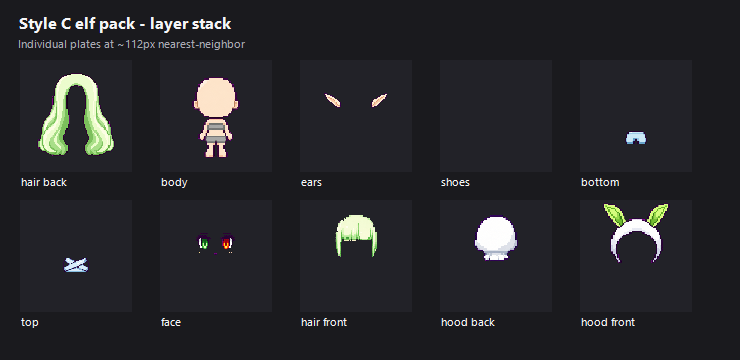 Style C elf pack - layer stack
Individual plates at ~112px nearest-neighbor
hair back
body
ears
shoes
bottom
top
face
hair front
hood back
hood front